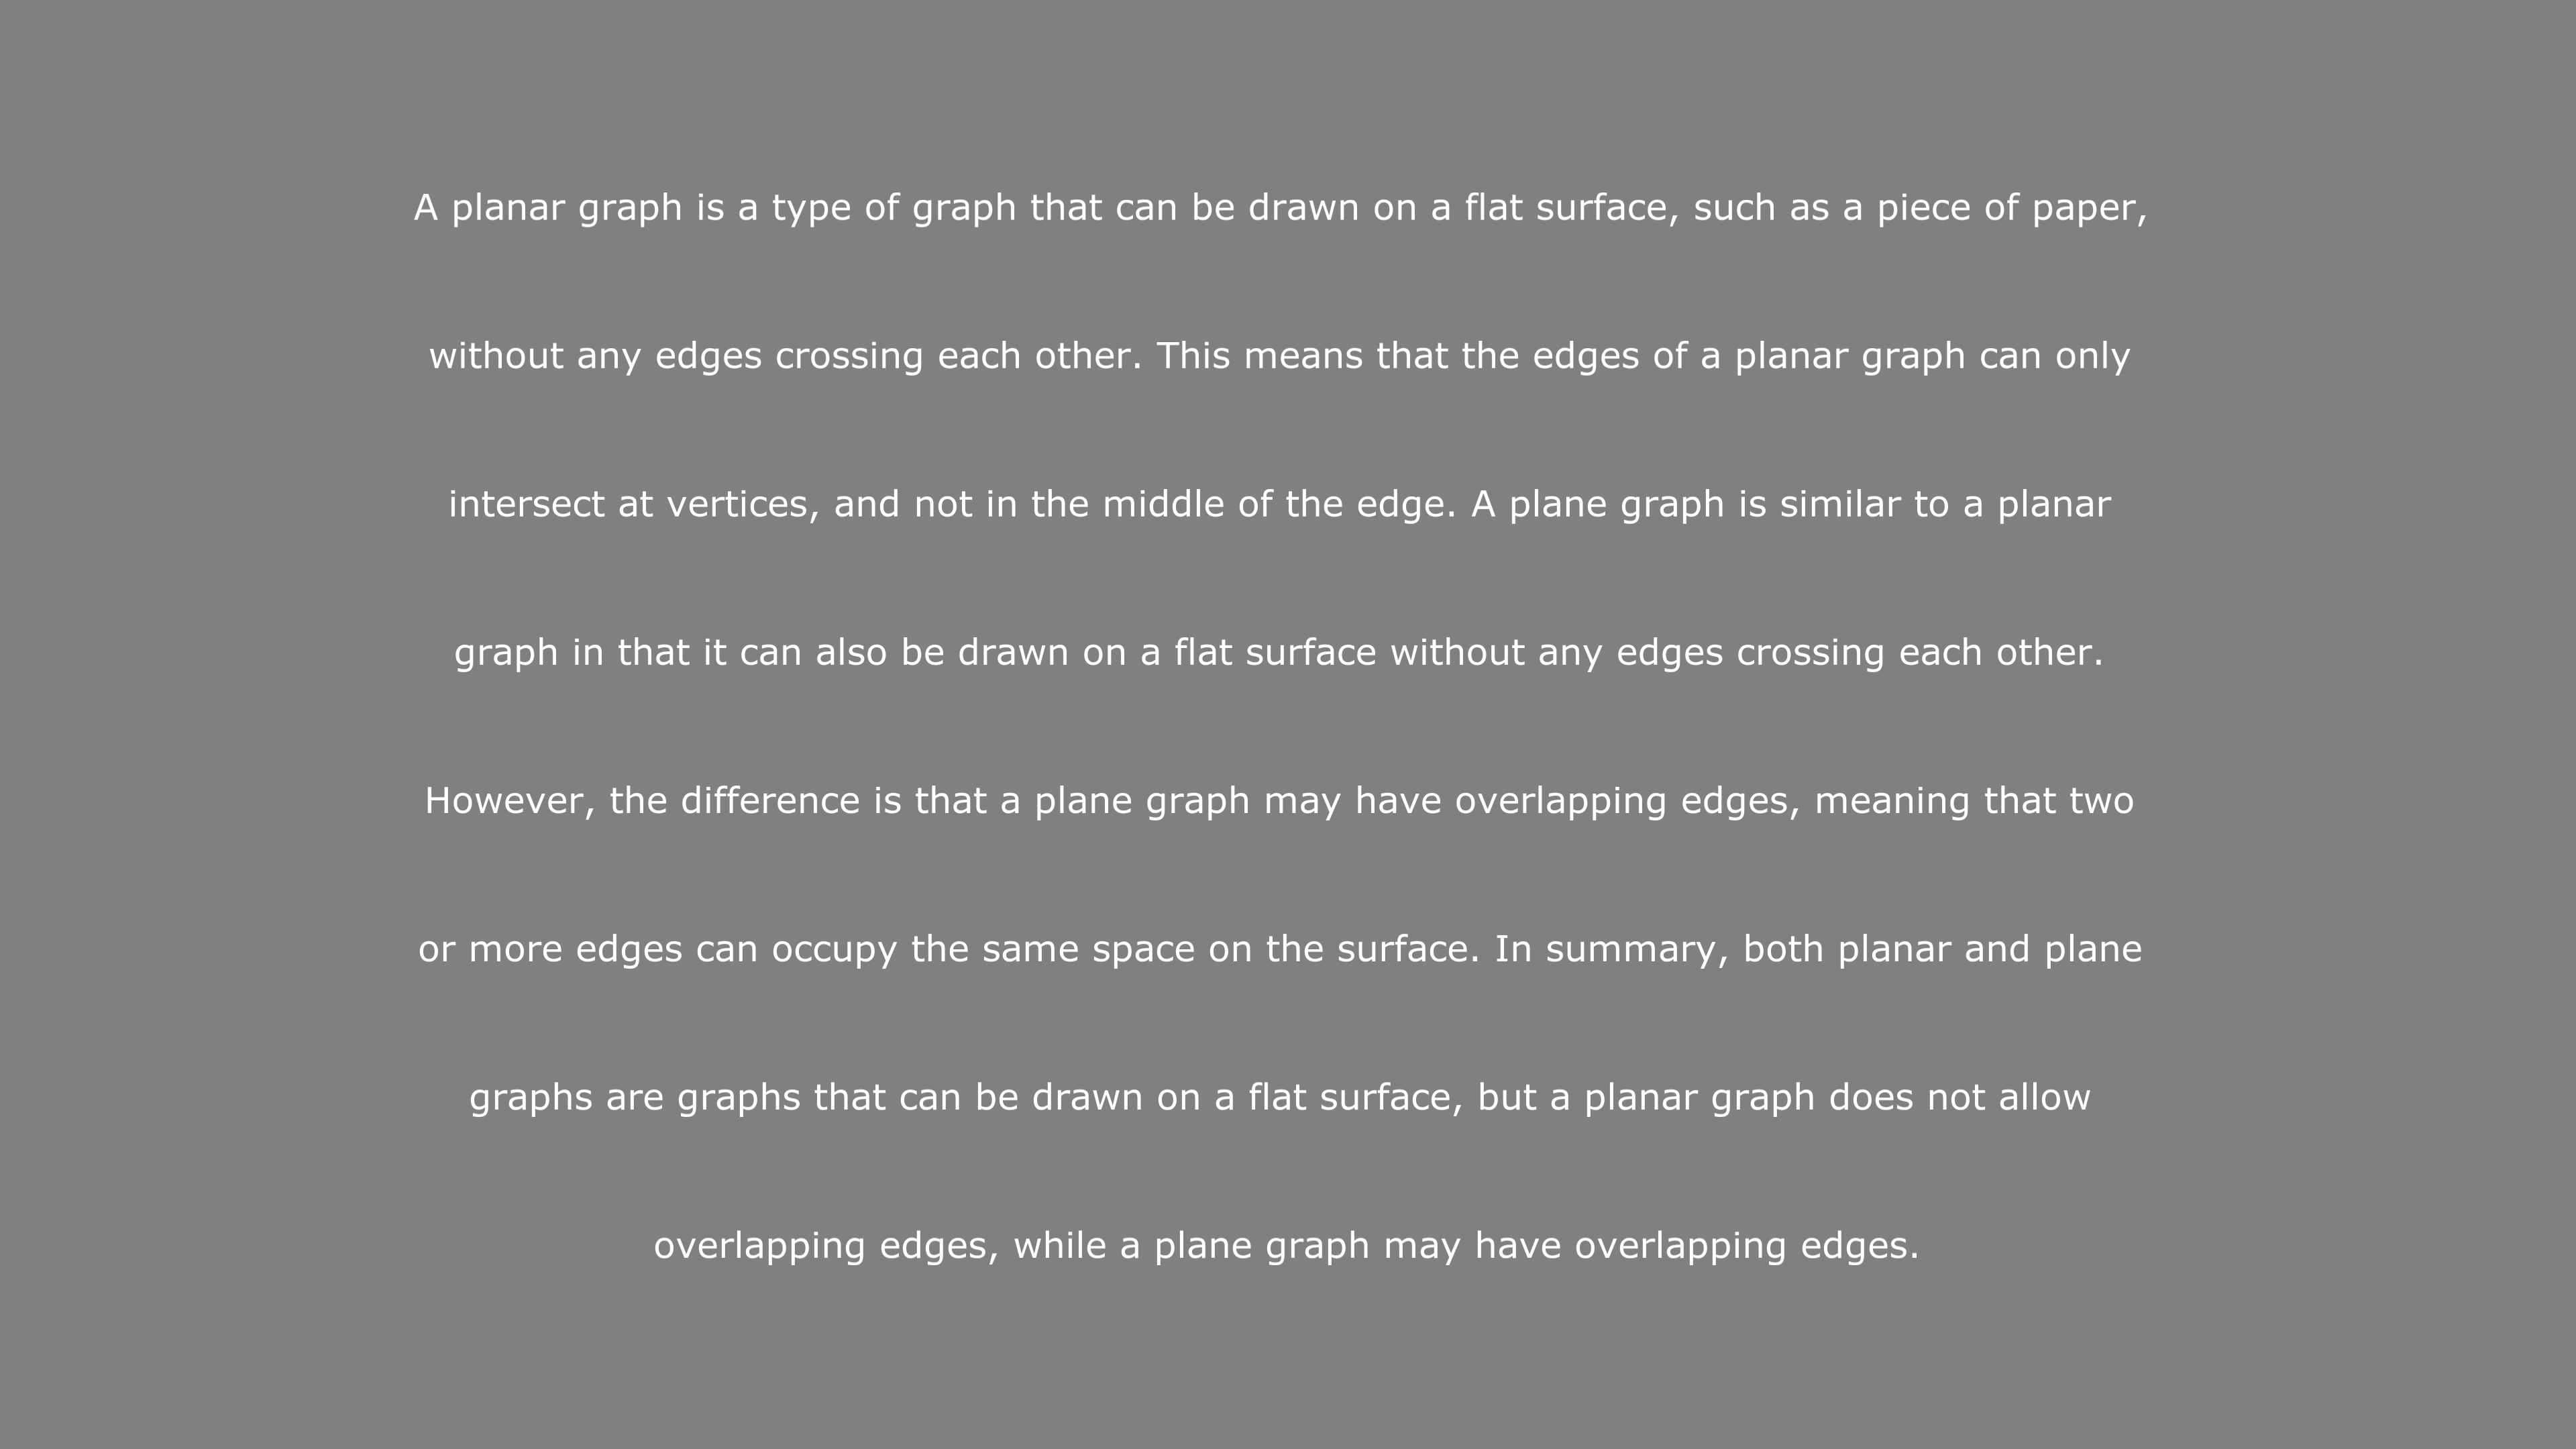 A planar graph is a type of graph that can be drawn on a flat surface, such as a piece of paper,
without any edges crossing each other. This means that the edges of a planar graph can only
intersect at vertices, and not in the middle of the edge. A plane graph is similar to a planar
graph in that it can also be drawn on a flat surface without any edges crossing each other.
However, the difference is that a plane graph may have overlapping edges, meaning that two
or more edges can occupy the same space on the surface. In summary, both planar and plane
graphs are graphs that can be drawn on a flat surface, but a planar graph does not allow
overlapping edges, while a plane graph may have overlapping edges.